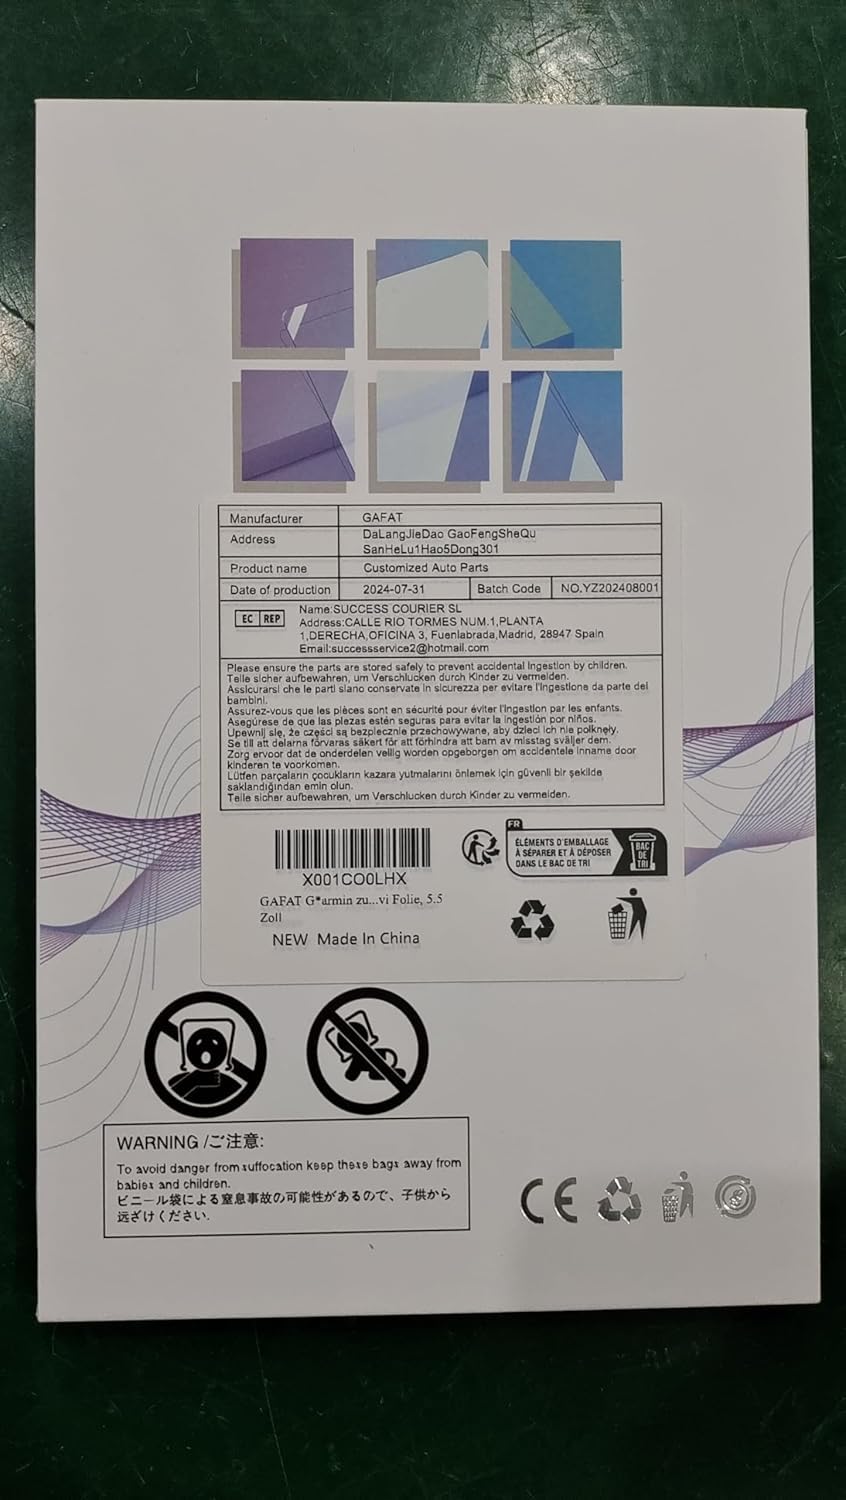 Manufacturer GAFAT
Address DaLangJieDao GaoFengSheQu
SanHeLu1Hao5Dong301
Product name Customized Auto Parts
Date of production 2024-07-31 Batch Code NO.YZ202408001
EC REP
Name:SUCCESS COURIER SL
Address:CALLE RIO TORMES NUM.1,PLANTA
1,DERECHA,OFICINA 3, Fuenlabrada,Madrid, 28947 Spain
Email:successservice2@hotmail.com
Please ensure the parts are stored safely to prevent accidental ingestion by children.
Teile sicher aufbewahren, um Verschlucken durch Kinder zu vermeiden.
Assicurarsi che le parti siano conservate in sicurezza per evitare l'ingestione da parte dei
bambini.
Assurez-vous que les pièces sont en sécurité pour éviter l'ingestion par les enfants.
Asegúrese de que las piezas estén seguras para evitar la ingestión por niños.
Upewnij się, że części są bezpiecznie przechowywane, aby dzieci ich nie połknęły.
Se till att delarna förvaras säkert för att förhindra att barn av misstag sväljer dem.
Zorg ervoor dat de onderdelen veilig worden opgeborgen om accidentele inname door
kinderen te voorkomen.
Lütfen parçaların çocukların kazara yutmalarını önlemek için güvenli bir şekilde
saklandığından emin olun.
Teile sicher aufbewahren, um Verschlucken durch Kinder zu vermeiden.
FR
ÉLÉMENTS D'EMBALLAGE
À SÉPARER ET À DÉPOSER
DANS LE BAC DE TRI
BAC
DE
TRI
X001CO0LHX
GAFAT G*armin zu...vi Folie, 5.5
Zoll
NEW Made In China
WARNING /ご注意:
To avoid danger from suffocation keep these bags away from
babies and children.
ビニール袋による窒息事故の可能性があるので、子供から
远ざけください.
CE